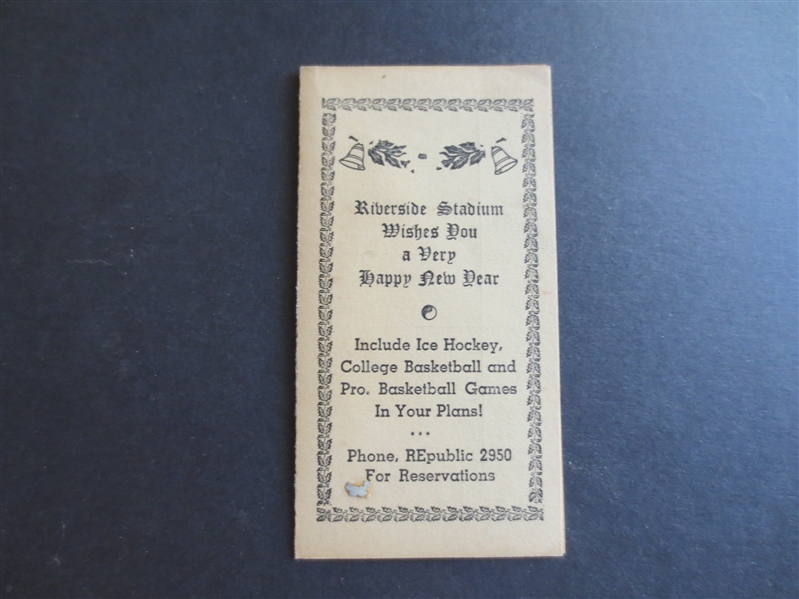 Riverside Stadium
Wishes You
a Very
Happy New Year
Include Ice Hockey,
College Basketball and
Pro. Basketball Games
In Your Plans!
...
Phone, REpublic 2950
For Reservations